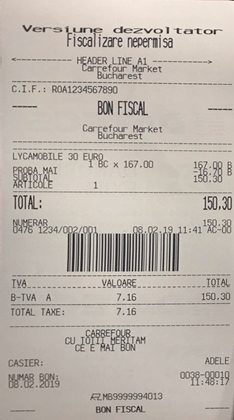 Versiune dezvoltator
Fiscalizare nepermisa
HEADER LINE A1
Carrefour Market
Bucharest
C.I.F.: ROA1234567890
BON FISCAL
Carrefour Market
Bucharest
LYCAMOBILE 30 EURO
1 BC × 167.00 167.00 B
PROBA MAI -16.70 B
SUBTOTAL 150.30
ARTICOLE 1
TOTAL: 150.30
NUMERAR 150.30
0476 1234/002/001 08.02.19 11:41 AC-00
TVA VALOARE TOTAL
B-TVA A 7.16 150.30
TOTAL TAXE: 7.16
CARREFOUR
CU TOTII MERITAM
CE E MAI BON
CASIER: ADELE
NUMAR BON: 0038-00010
08.02.2019 11:48:17
MB9999994013
BON FISCAL